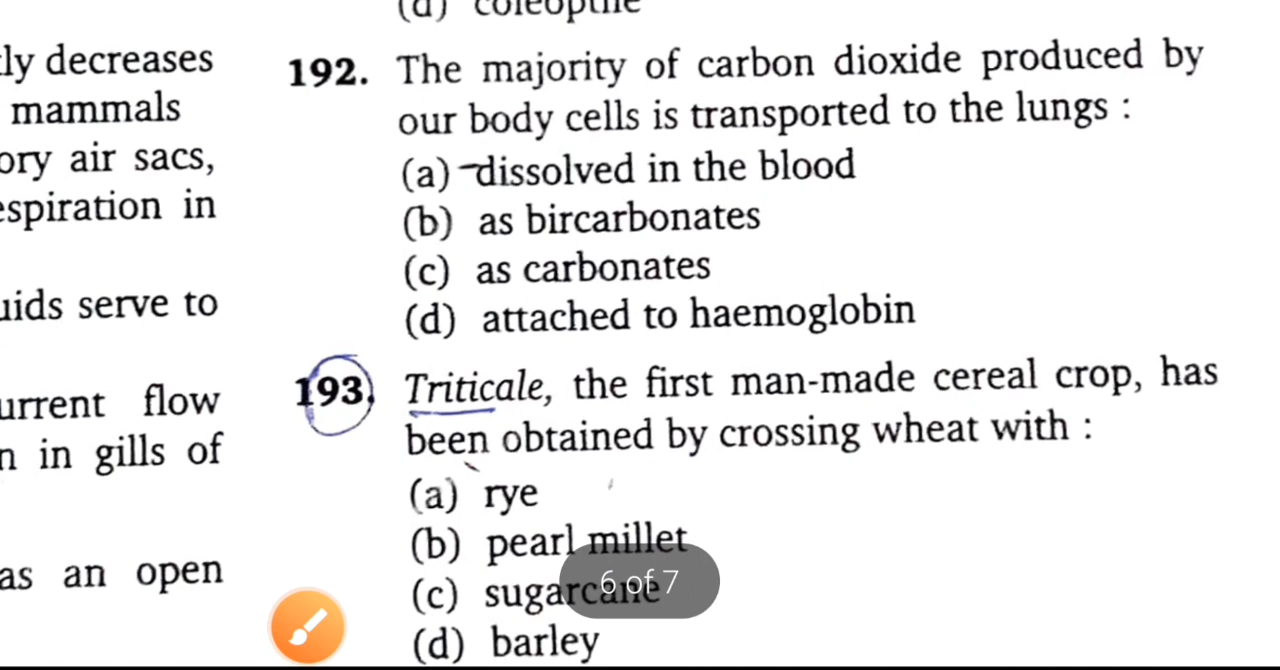 ly decreases
mammals
ory air sacs,
spiration in
uids serve to
urrent flow
n in gills of
as an open
(d)
192. The majority of carbon dioxide produced by
our body cells is transported to the lungs :
(a) dissolved in the blood
(b) as bircarbonates
(c) as carbonates
(d) attached to haemoglobin
193. Triticale, the first man-made cereal crop, has
been obtained by crossing wheat with :
(a) rye
(b) pearl millet
(c) sugarcane
(d) barley
6 of 7